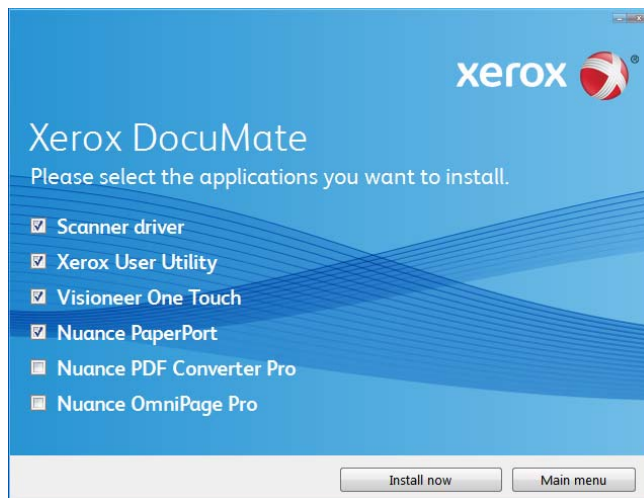 xerox ®
Xerox DocuMate
Please select the applications you want to install.
Scanner driver
Xerox User Utility
Visioneer One Touch
Nuance PaperPort
Nuance PDF Converter Pro
Nuance OmniPage Pro
Install now Main menu